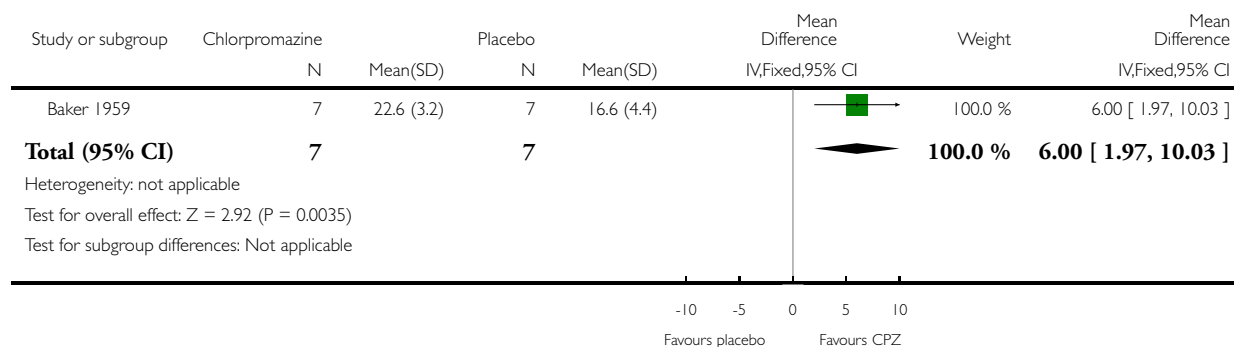 Study or subgroup Chlorpromazine Placebo Mean Difference Weight Mean Difference
N Mean(SD) N Mean(SD) IV,Fixed,95% CI IV,Fixed,95% CI
Baker 1959 7 22.6 (3.2) 7 16.6 (4.4) 100.0 % 6.00 [ 1.97, 10.03 ]
Total (95% CI) 7 7 100.0 % 6.00 [ 1.97, 10.03 ]
Heterogeneity: not applicable
Test for overall effect: Z = 2.92 (P = 0.0035)
Test for subgroup differences: Not applicable
-10 -5 0 5 10
Favours placebo Favours CPZ